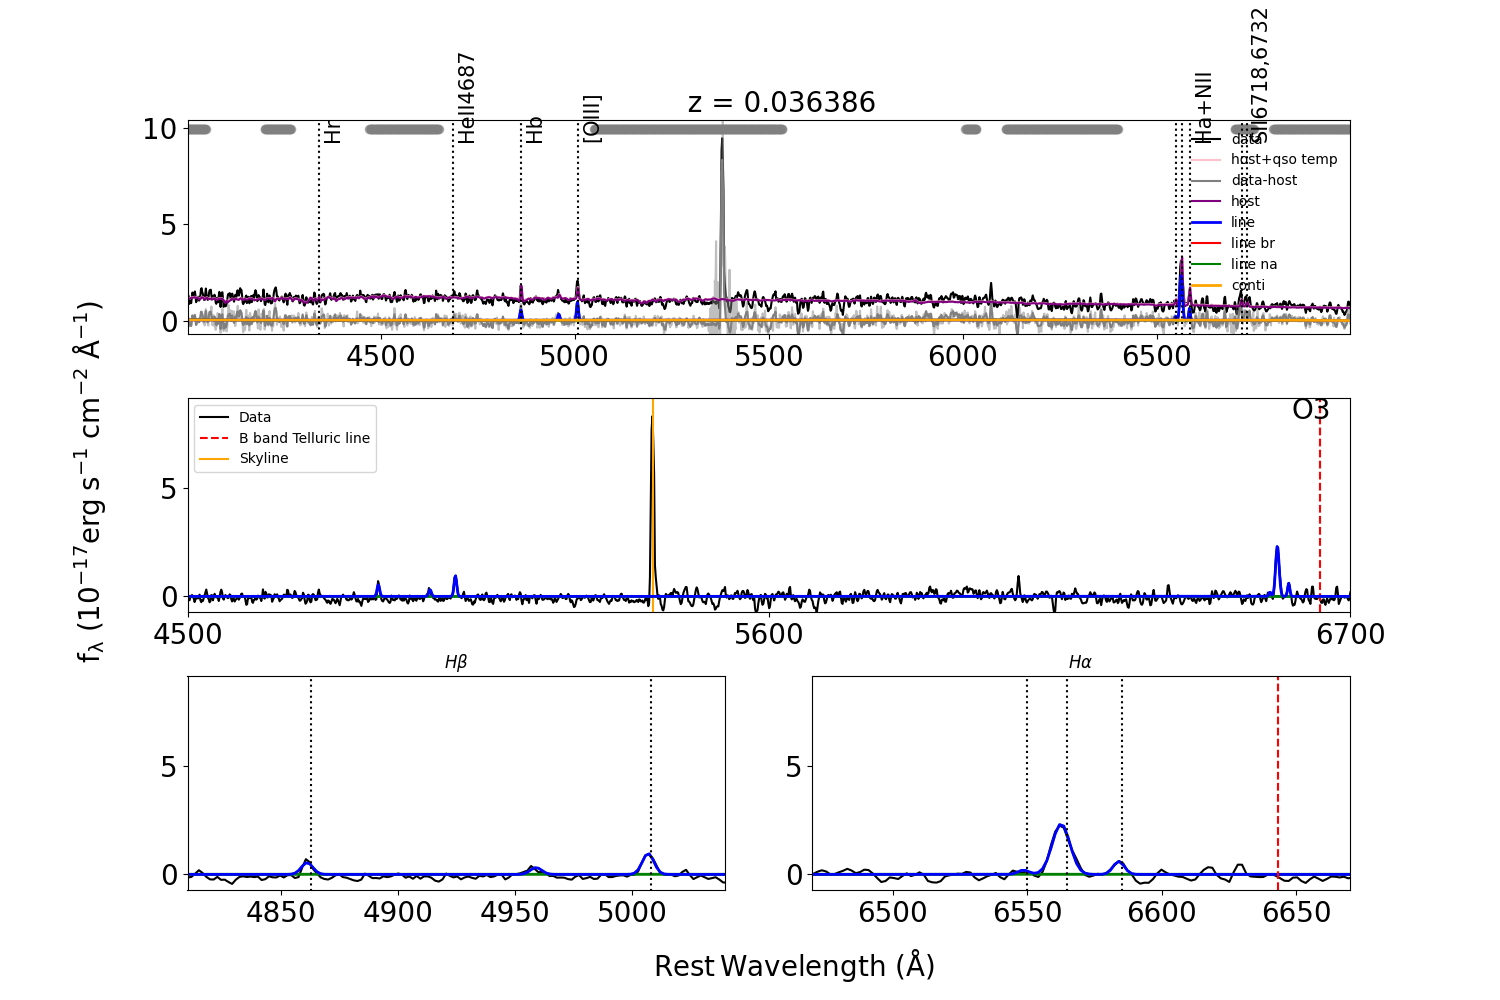 z = 0.036386
Hr
HeII4687
Hb
[OIII]
Ha+NII
SII6718,6732
10
5
0
data
host+qso temp
data-host
host
line
line br
line na
conti
4500 5000 5500 6000 6500
fλ (10−17erg s−1 cm−2 Å−1)
Data
B band Telluric line
Skyline
O3
5
0
4500 5600 6700
Hβ
5
0
4850 4900 4950 5000
Hα
5
0
6500 6550 6600 6650
Rest Wavelength (Å)